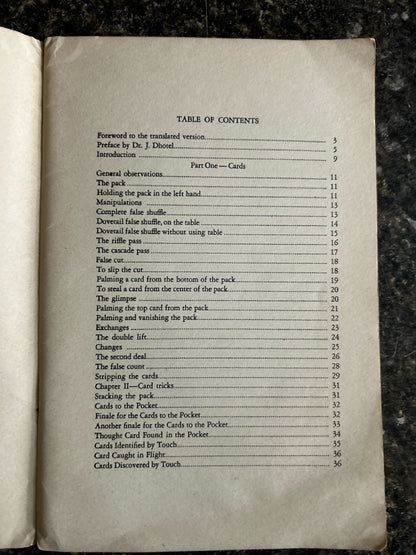 TABLE OF CONTENTS
Foreword to the translated version 3
Preface by Dr. J. Dhotel 5
Introduction 9
Part One — Cards
General observations 11
The pack 11
Holding the pack in the left hand 11
Manipulations 13
Complete false shuffle 13
Dovetail false shuffle, on the table 14
Dovetail false shuffle without using table 15
The riffle pass 16
The cascade pass 17
False cut 18
To slip the cut 18
Palming a card from the bottom of the pack 19
To steal a card from the center of the pack 20
The glimpse 20
Palming the top card from the pack 21
Palming and vanishing the pack 22
Exchanges 23
The double lift 24
Changes 25
The second deal 26
The false count 28
Stripping the cards 29
Chapter II—Card tricks 31
Stacking the pack 31
Cards to the Pocket 32
Finale for the Cards to the Pocket 32
Another finale for the Cards to the Pocket 33
Thought Card Found in the Pocket 34
Cards Identified by Touch 35
Card Caught in Flight 36
Cards Discovered by Touch 36